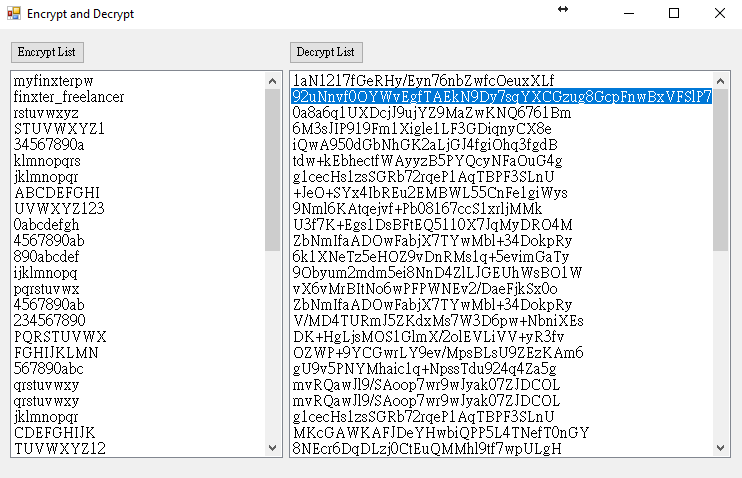 Encrypt and Decrypt
Encrypt List
Decrypt List
myfinxterpw
finxter_freelancer
rstuvwxyz
STUVWXYZ1
34567890a
klmnopqrs
jklmnopqr
ABCDEFGHI
UVWXYZ123
0abcdefgh
4567890ab
890abcdef
ijklmnopq
pqrstuvwx
4567890ab
234567890
PQRSTUVWX
FGHIJKLMN
567890abc
qrstuvwxy
qrstuvwxy
jklmnopqr
CDEFGHIJK
TUVWXYZ12
1aN1217fGeRHy/Eyn76nbZwfcOeuxXLf
92uNnvf0OYWvEgfTAEkN9Dy7sqYXCGzug8GcpFnwBxVFSlP7
0a8a6q1UXDcjJ9ujYZ9MaZwKNQ6761Bm
6M3sJIP919Fm1Xigle1LF3GDiqnyCX8e
iQwA950dGbNhGK2aLjGJ4fgiOhq3fgdB
tdw+kEbhectfWAyyzB5PYQcyNFaOuG4g
g1cecHs1zsSGRb72rqeP1AqTBPF3SLnU
+JeO+SYx4IbREu2EMBWL55CnFe1giWys
9Nml6KAtqejvf+Pb08167ccS1xrljMMk
U3f7K+Egs1DsBFtEQ5110X7JqMyDRO4M
ZbNmIfaADOwFabjX7TYwMbl+34DokpRy
6k1XNeTz5eHOZ9vDnRMs1q+5evimGaTy
9Obyum2mdm5ei8NnD4ZlLJGEUhWsBO1W
vX6vMrBItNo6wPFPWNEv2/DaeFjkSx0o
ZbNmIfaADOwFabjX7TYwMbl+34DokpRy
V/MD4TURmJ5ZKdxMs7W3D6pw+NbniXEs
DK+HgLjsMOS1GlmX/2olEVLiVV+yR3fv
OZWP+9YCGwrLY9ev/MpsBLsU9ZEzKAm6
gU9v5PNYMhaic1q+NpssTdu924q4Za5g
mvRQawJl9/SAoop7wr9wJyak07ZJDCOL
mvRQawJl9/SAoop7wr9wJyak07ZJDCOL
g1cecHs1zsSGRb72rqeP1AqTBPF3SLnU
MKcGAWKAFJDeYHwbiQPP5L4TNefT0nGY
8NEcr6DqDLzj0CtEuQMMhl9tf7wpULgH